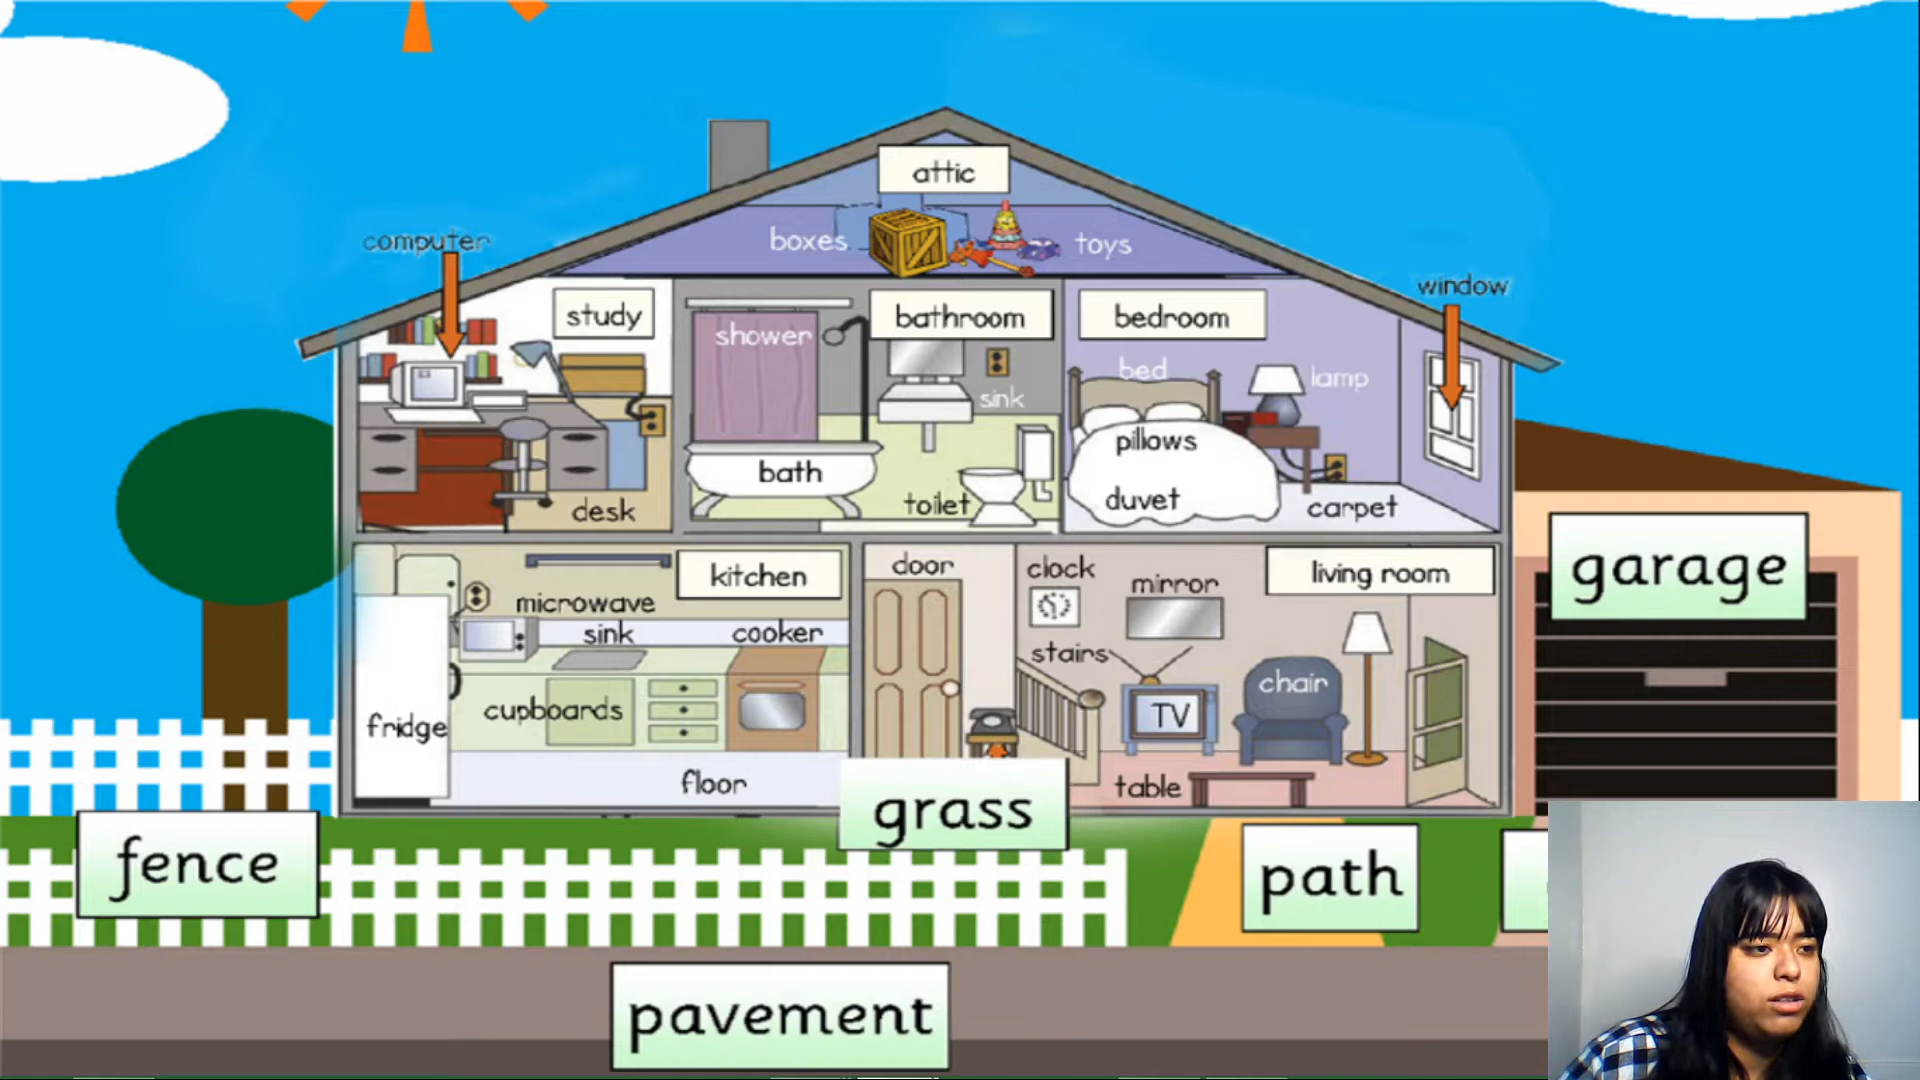 attic
computer
boxes
toys
window
study
shower
bathroom
bedroom
bed
lamp
sink
pillows
bath
duvet
toilet
desk
carpet
door
clock
living room
garage
kitchen
mirror
microwave
sink
cooker
stairs
chair
cupboards
TV
fridge
floor
table
grass
fence
path
pavement